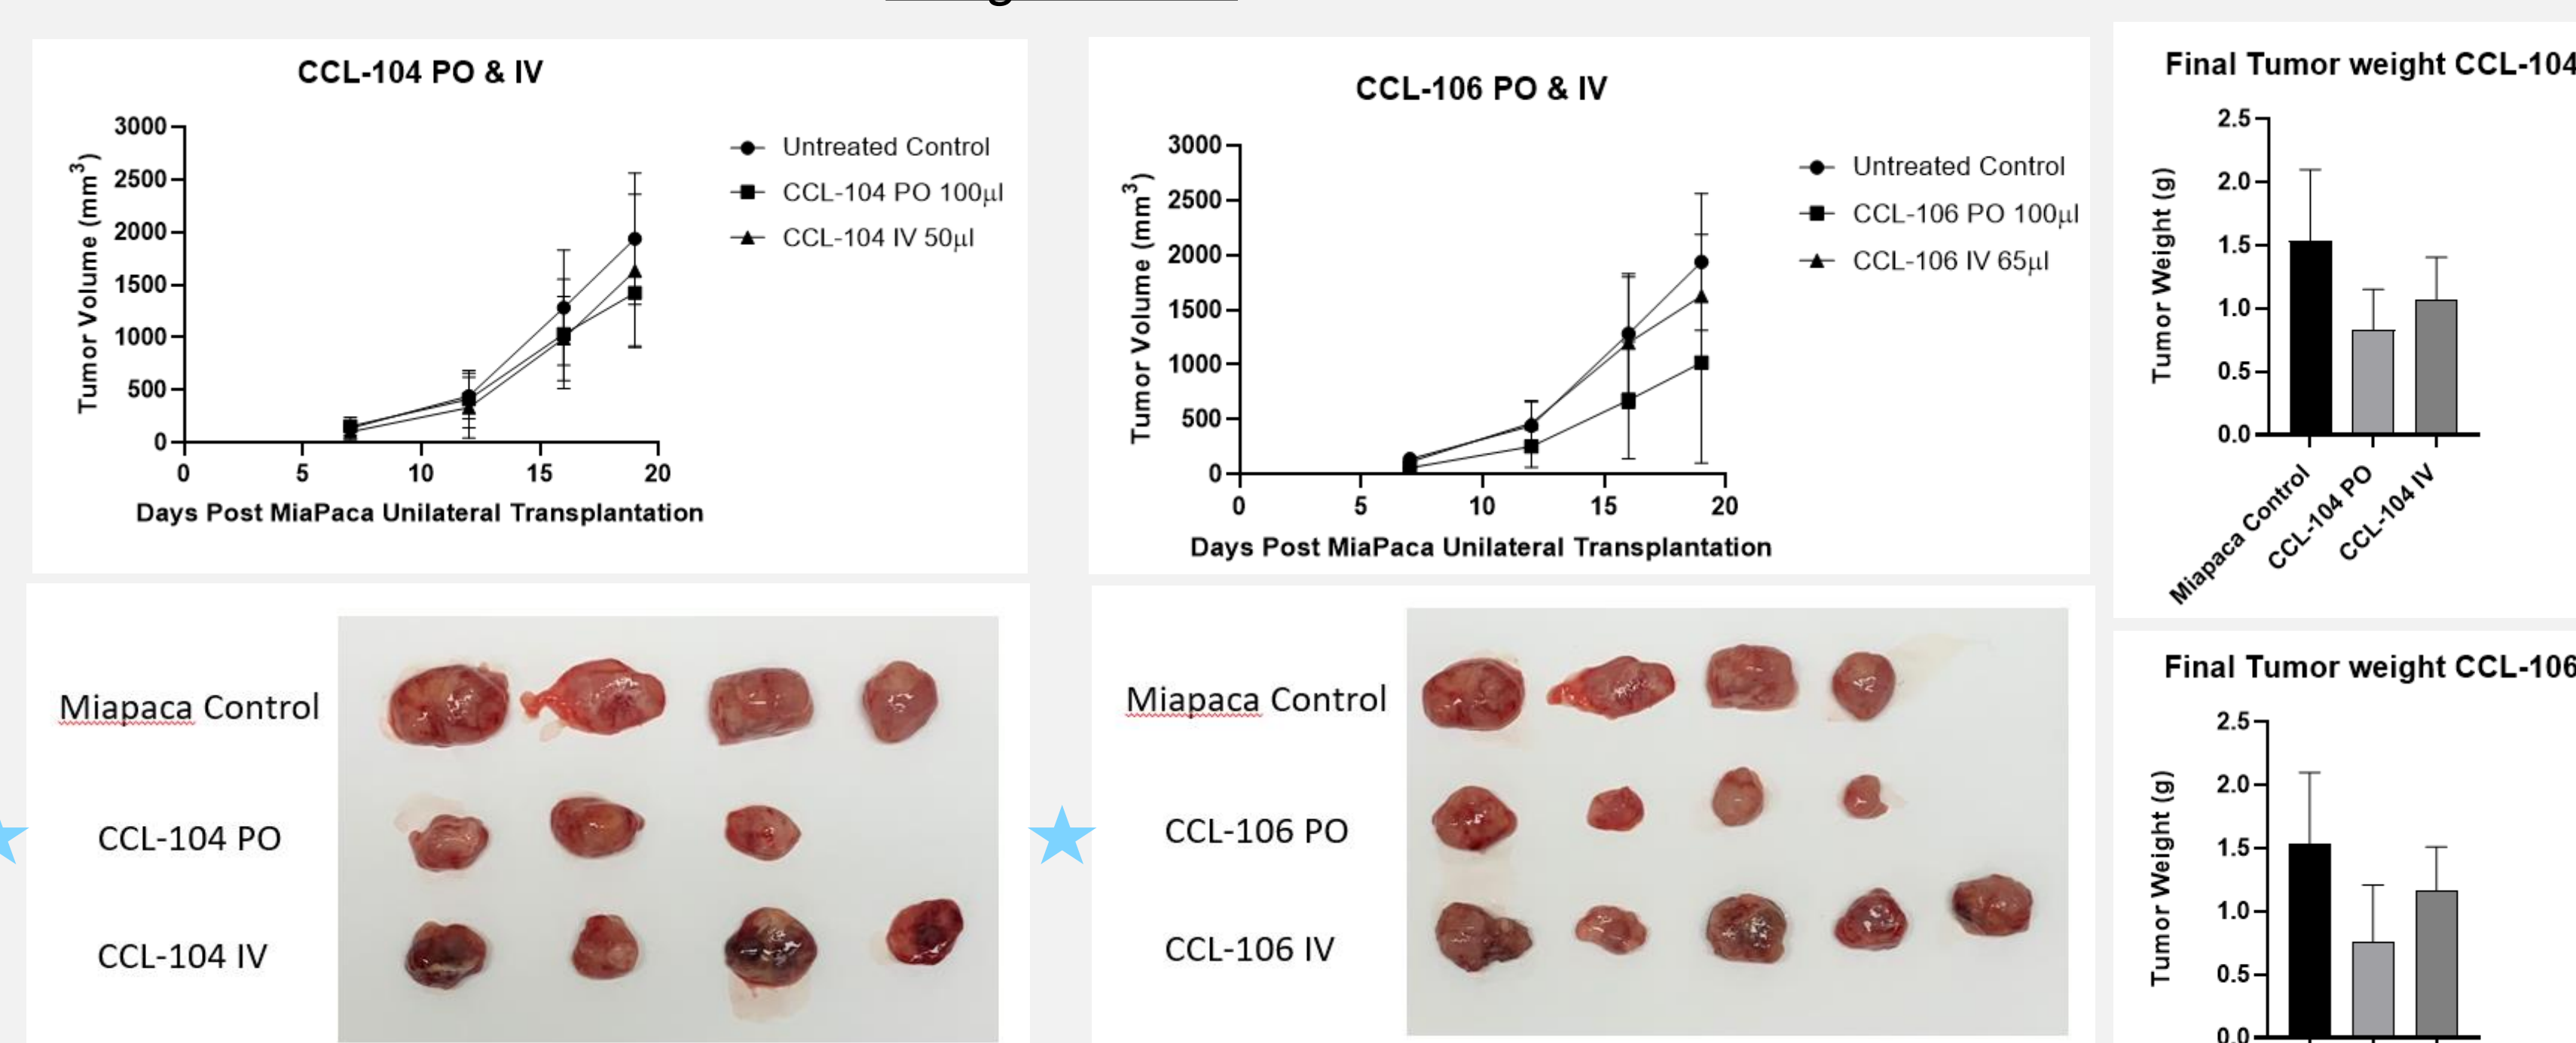 CCL-104 PO & IV
3000
2500
2000
1500
1000
500
0
Tumor Volume (mm³)
0 5 10 15 20
Days Post MiaPaca Unilateral Transplantation
Untreated Control
CCL-104 PO 100µl
CCL-104 IV 50µl
CCL-106 PO & IV
3000
2500
2000
1500
1000
500
0
Tumor Volume (mm³)
0 5 10 15 20
Days Post MiaPaca Unilateral Transplantation
Untreated Control
CCL-106 PO 100µl
CCL-106 IV 65µl
Final Tumor weight CCL-104
2.5
2.0
1.5
1.0
0.5
0.0
Tumor Weight (g)
Miapaca Control
CCL-104 PO
CCL-104 IV
Miapaca Control
CCL-104 PO
CCL-104 IV
Miapaca Control
CCL-106 PO
CCL-106 IV
Final Tumor weight CCL-106
2.5
2.0
1.5
1.0
0.5
0.0
Tumor Weight (g)